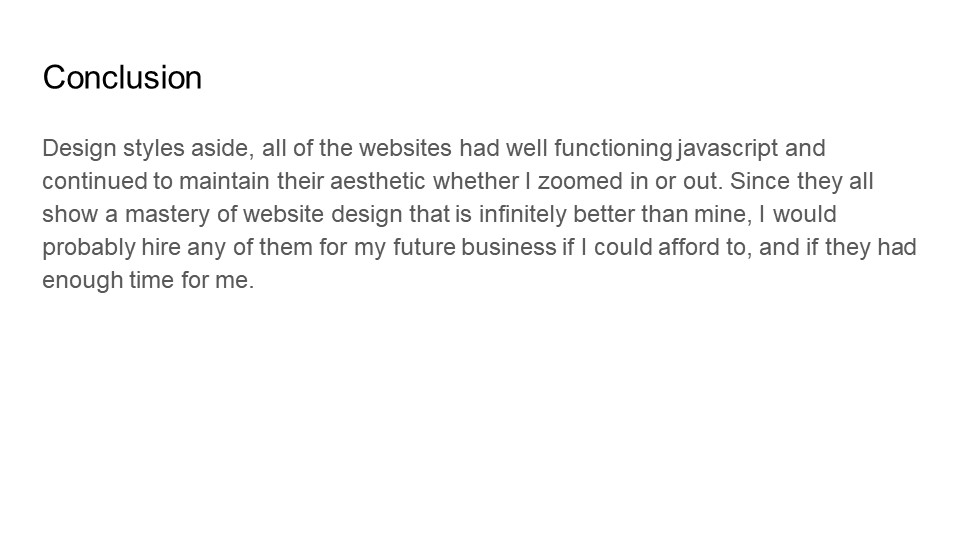 Conclusion
Design styles aside, all of the websites had well functioning javascript and
continued to maintain their aesthetic whether I zoomed in or out. Since they all
show a mastery of website design that is infinitely better than mine, I would
probably hire any of them for my future business if I could afford to, and if they had
enough time for me.